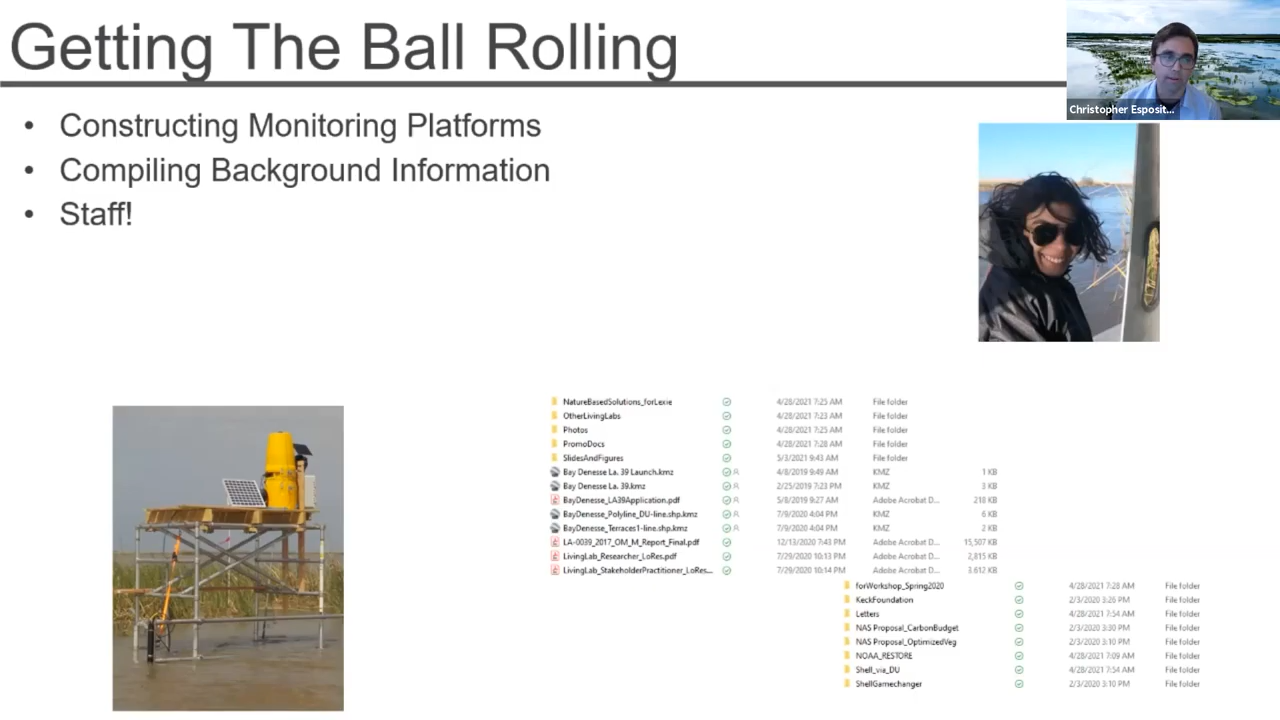 Getting The Ball Rolling
Christopher Esposit...
• Constructing Monitoring Platforms
• Compiling Background Information
• Staff!
NatureBasedSolutions_forLexie 4/28/2021 7:25 AM File folder
OtherLivingLabs 4/28/2021 7:23 AM File folder
Photos 4/28/2021 7:25 AM File folder
PromoDocs 4/28/2021 7:28 AM File folder
SlidesAndFigures 5/3/2021 9:43 AM File folder
Bay Denesse La. 39 Launch.kmz 4/8/2019 9:49 AM KMZ 1 KB
Bay Denesse La. 39.kmz 2/25/2019 7:23 PM KMZ 3 KB
BayDenesse_LA39Application.pdf 5/8/2019 9:27 AM Adobe Acrobat D... 218 KB
BayDenesse_Polyline_DU-line.shp.kmz 7/9/2020 4:04 PM KMZ 6 KB
BayDenesse_Terraces1-line.shp.kmz 7/9/2020 4:04 PM KMZ 2 KB
LA-0039_2017_OM_M_Report_Final.pdf 12/13/2020 7:43 PM Adobe Acrobat D... 15,507 KB
LivingLab_Researcher_LoRes.pdf 7/29/2020 10:13 PM Adobe Acrobat D... 2,815 KB
LivingLab_StakeholderPractitioner_LoRes... 7/29/2020 10:14 PM Adobe Acrobat D... 3,612 KB
forWorkshop_Spring2020 4/28/2021 7:28 AM File folder
KeckFoundation 2/3/2020 3:26 PM File folder
Letters 4/28/2021 7:54 AM File folder
NAS Proposal_CarbonBudget 2/3/2020 3:30 PM File folder
NAS Proposal_OptimizedVeg 2/3/2020 3:10 PM File folder
NOAA_RESTORE 4/28/2021 7:09 AM File folder
Shell_via_DU 4/28/2021 7:54 AM File folder
ShellGamechanger 2/3/2020 3:10 PM File folder